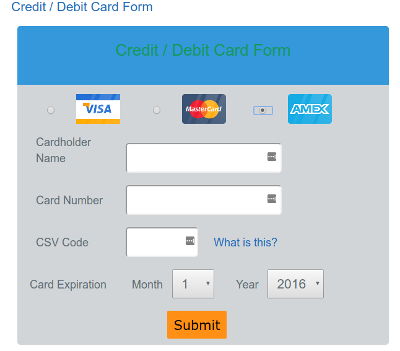 Credit / Debit Card Form
Credit / Debit Card Form
VISA MasterCard AMEX
Cardholder
Name
Card Number
CSV Code What is this?
Card Expiration Month 1 Year 2016
Submit